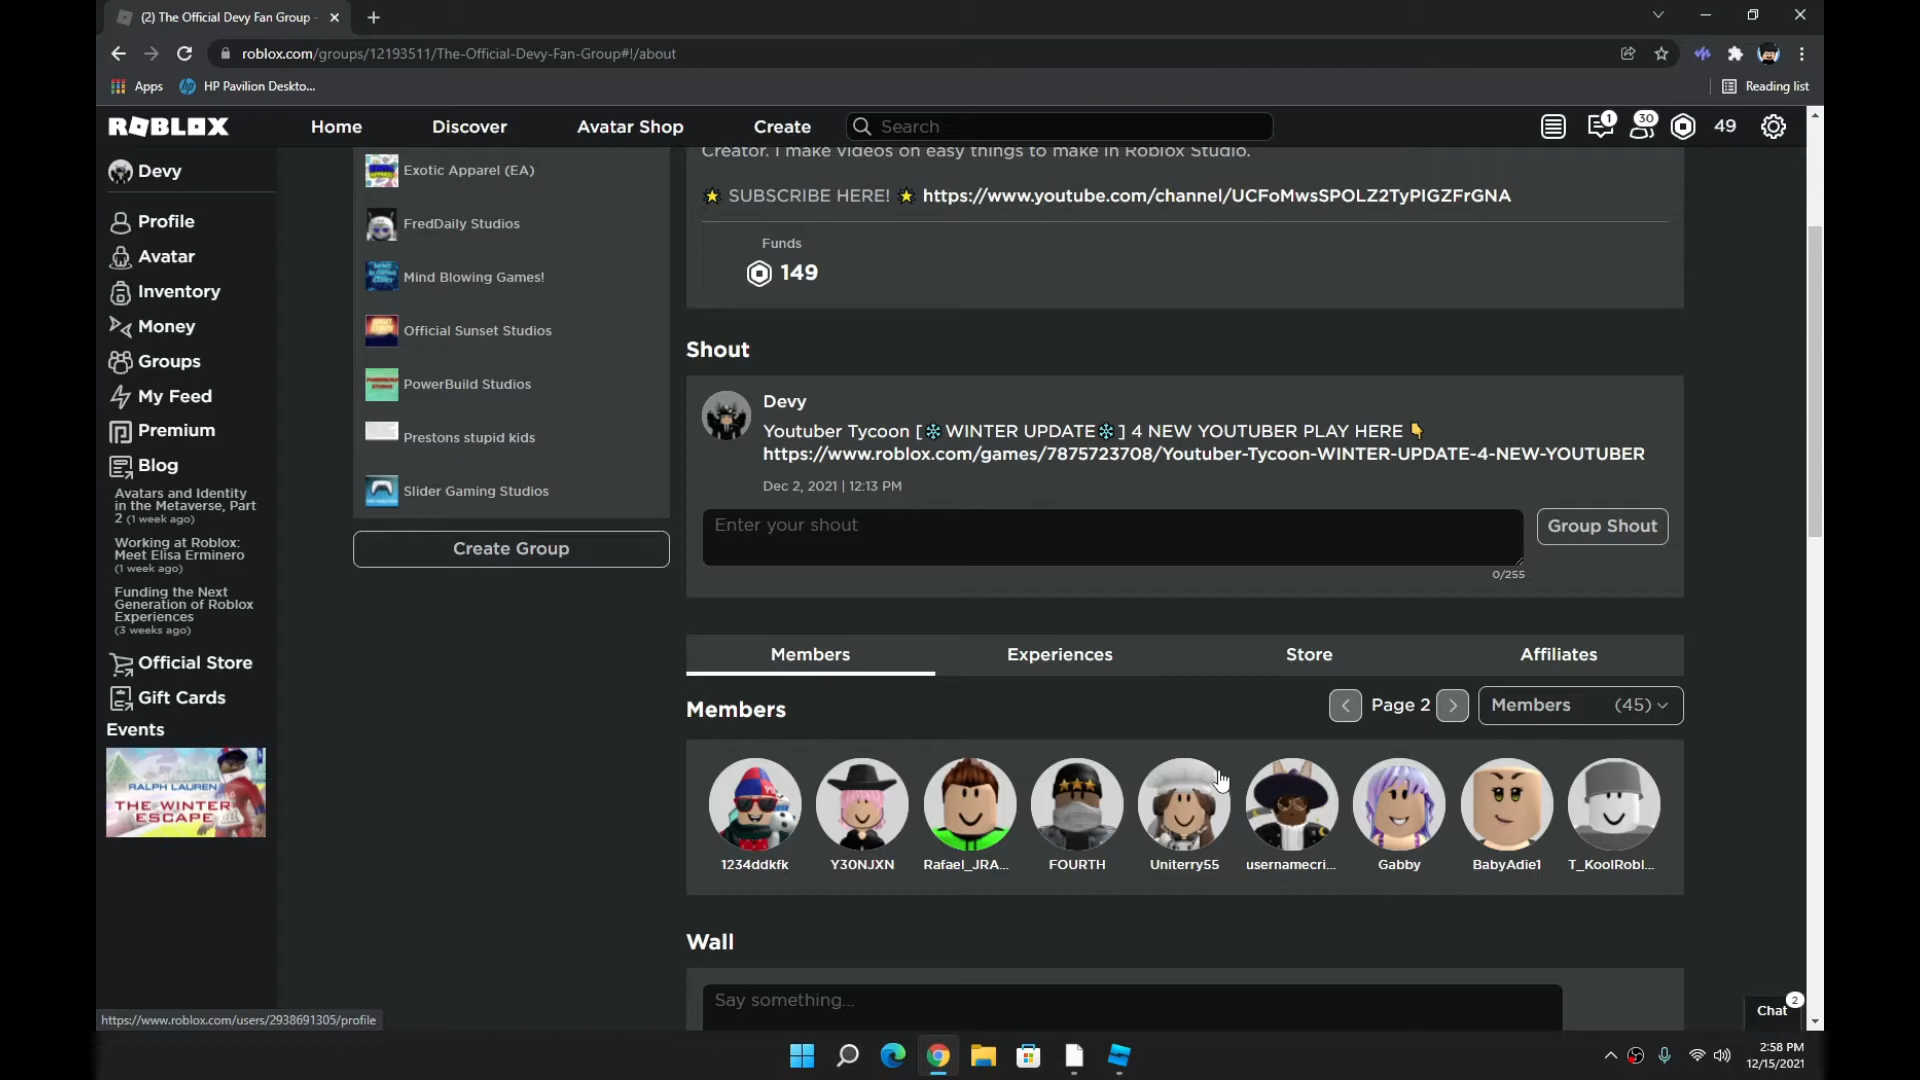 (2) The Official Devy Fan Group -
roblox.com/groups/12193511/The-Official-Devy-Fan-Group#!/about
Apps
HP Pavilion Deskto...
Reading list
ROBLOX
Home
Discover
Avatar Shop
Create
Search
1
30
49
Devy
Profile
Avatar
Inventory
Money
Groups
My Feed
Premium
Blog
Avatars and Identity
in the Metaverse, Part
2 (1 week ago)
Working at Roblox:
Meet Elisa Erminero
(1 week ago)
Funding the Next
Generation of Roblox
Experiences
(3 weeks ago)
Official Store
Gift Cards
Events
RALPH LAUREN
THE WINTER
ESCAPE
Exotic Apparel (EA)
FredDaily Studios
Mind Blowing Games!
Official Sunset Studios
PowerBuild Studios
Prestons stupid kids
Slider Gaming Studios
Create Group
Creator. I make videos on easy things to make in Roblox Studio.
⭐ SUBSCRIBE HERE! ⭐ https://www.youtube.com/channel/UCFoMwsSPOLZ2TyPIGZFrGNA
Funds
149
Shout
Devy
Youtuber Tycoon [❄WINTER UPDATE❄] 4 NEW YOUTUBER PLAY HERE 👇
https://www.roblox.com/games/7875723708/Youtuber-Tycoon-WINTER-UPDATE-4-NEW-YOUTUBER
Dec 2, 2021 | 12:13 PM
Enter your shout
Group Shout
0/255
Members
Experiences
Store
Affiliates
Members
Page 2
Members (45)
1234ddkfk
Y30NJXN
Rafael_JRA...
FOURTH
Uniterry55
usernamecri...
Gabby
BabyAdie1
T_KoolRobl...
Wall
Say something...
Chat
2
https://www.roblox.com/users/2938691305/profile
2:58 PM
12/15/2021